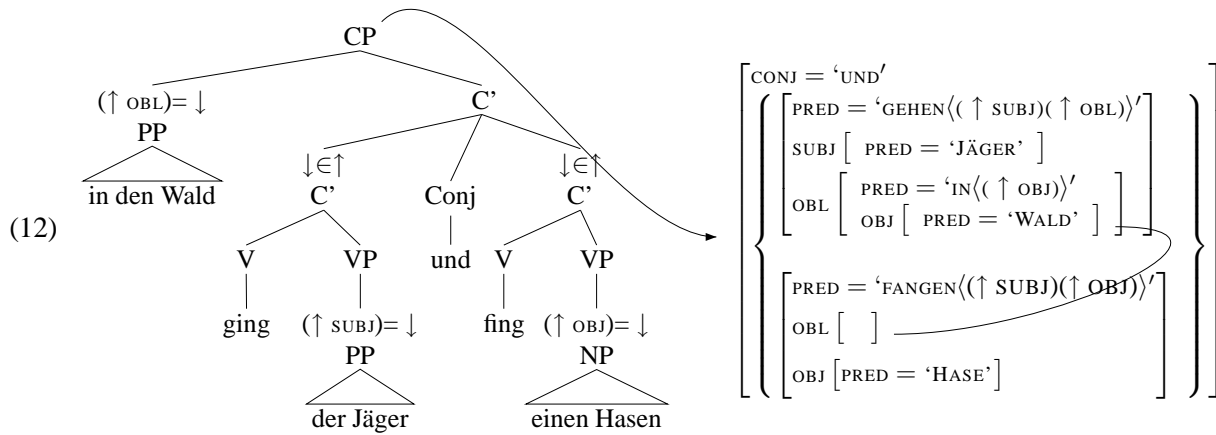 (12)
CP
(↑ OBL)= ↓
PP
in den Wald
C’
↓∈↑
C’
V
ging
VP
(↑ SUBJ)= ↓
PP
der Jäger
Conj
und
↓∈↑
C’
V
fing
VP
(↑ OBJ)= ↓
NP
einen Hasen
CONJ = ‘UND′
PRED = ‘GEHEN⟨(↑ SUBJ)(↑ OBL)⟩′
SUBJ [ PRED = ‘JÄGER’ ]
OBL [ PRED = ‘IN⟨(↑ OBJ)⟩′
OBJ [ PRED = ‘WALD’ ] ]
PRED = ‘FANGEN⟨(↑ SUBJ)(↑ OBJ)⟩′
OBL [ ]
OBJ [PRED = ‘HASE’]